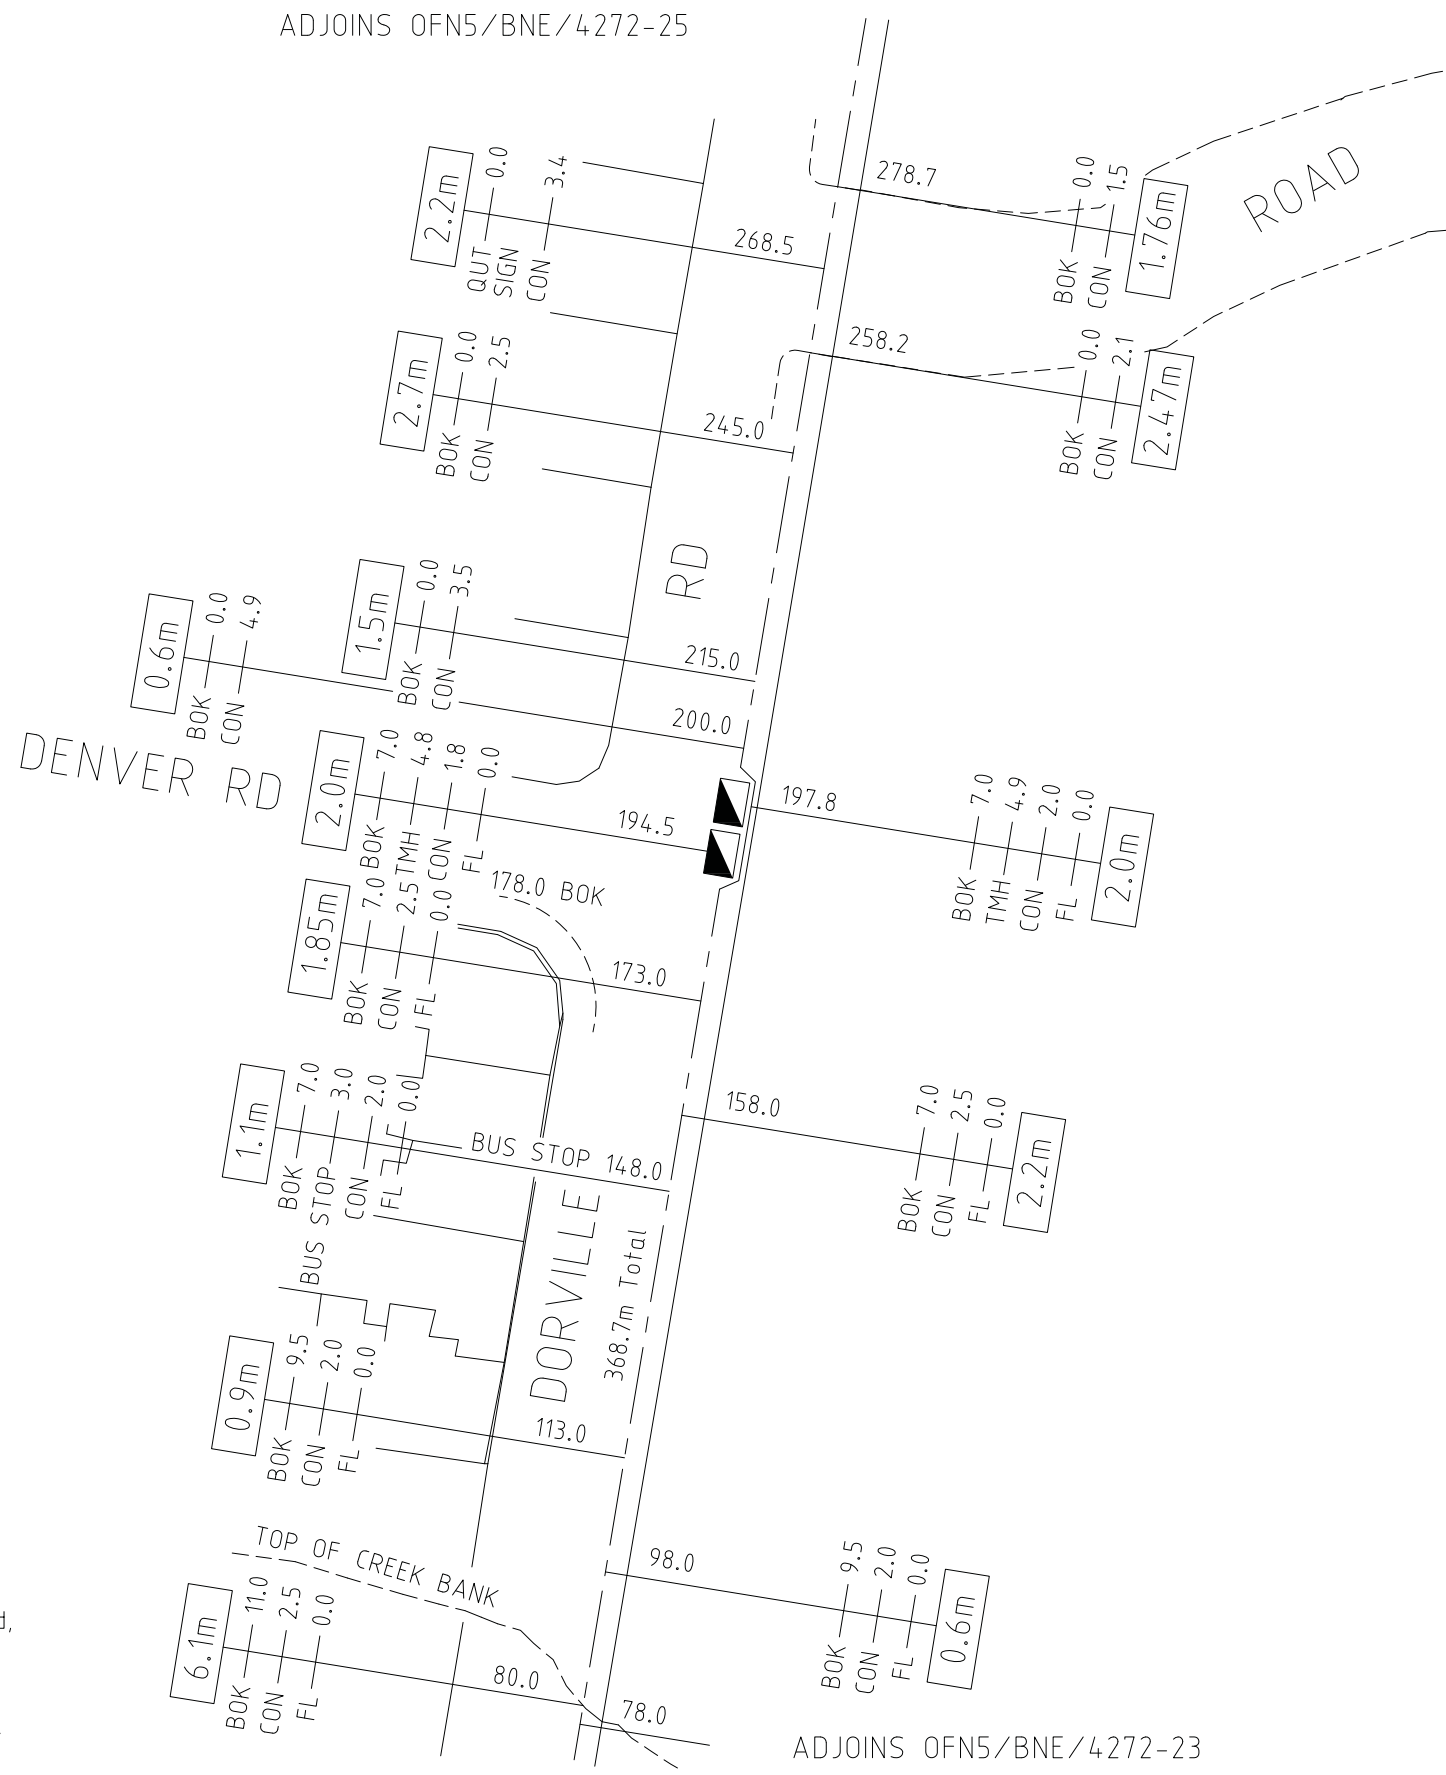 ADJOINS OFN5/BNE/4272-25
ROAD
278.7
0.0
1.5
BOK
CON
1.76m
2.2m
0.0
3.4
QUT
SIGN
CON
268.5
258.2
0.0
2.1
BOK
CON
2.47m
2.7m
0.0
2.5
BOK
CON
245.0
RD
1.5m
0.0
3.5
BOK
CON
215.0
0.6m
0.0
4.9
BOK
CON
200.0
DENVER RD
2.0m
7.0
4.8
1.8
0.0
BOK
TMH
CON
FL
194.5
197.8
7.0
4.9
2.0
0.0
BOK
TMH
CON
FL
2.0m
178.0 BOK
1.85m
7.0
2.5
0.0
BOK
CON
FL
173.0
158.0
7.0
2.5
0.0
BOK
CON
FL
2.2m
1.1m
7.0
3.0
2.0
0.0
BOK
BUS STOP
CON
FL
BUS STOP 148.0
DORVILLE
368.7m Total
0.9m
9.5
2.0
0.0
BOK
CON
FL
113.0
98.0
9.5
2.0
0.0
BOK
CON
FL
0.6m
TOP OF CREEK BANK
6.1m
11.0
2.5
0.0
BOK
CON
FL
80.0
78.0
ADJOINS OFN5/BNE/4272-23